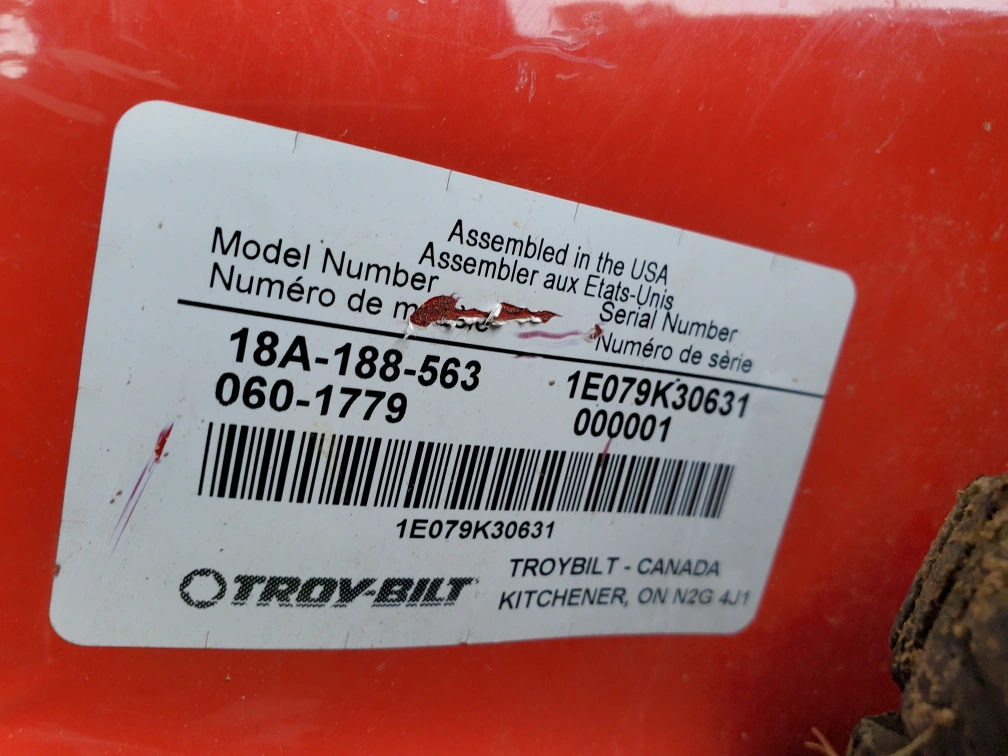 Assembled in the USA
Assembler aux Etats-Unis
Model Number
Numéro de
Serial Number
Numéro de sèrie
18A-188-563
060-1779
1E079K30631
000001
1E079K30631
TROY-BILT
TROYBILT - CANADA
KITCHENER, ON N2G 4J1